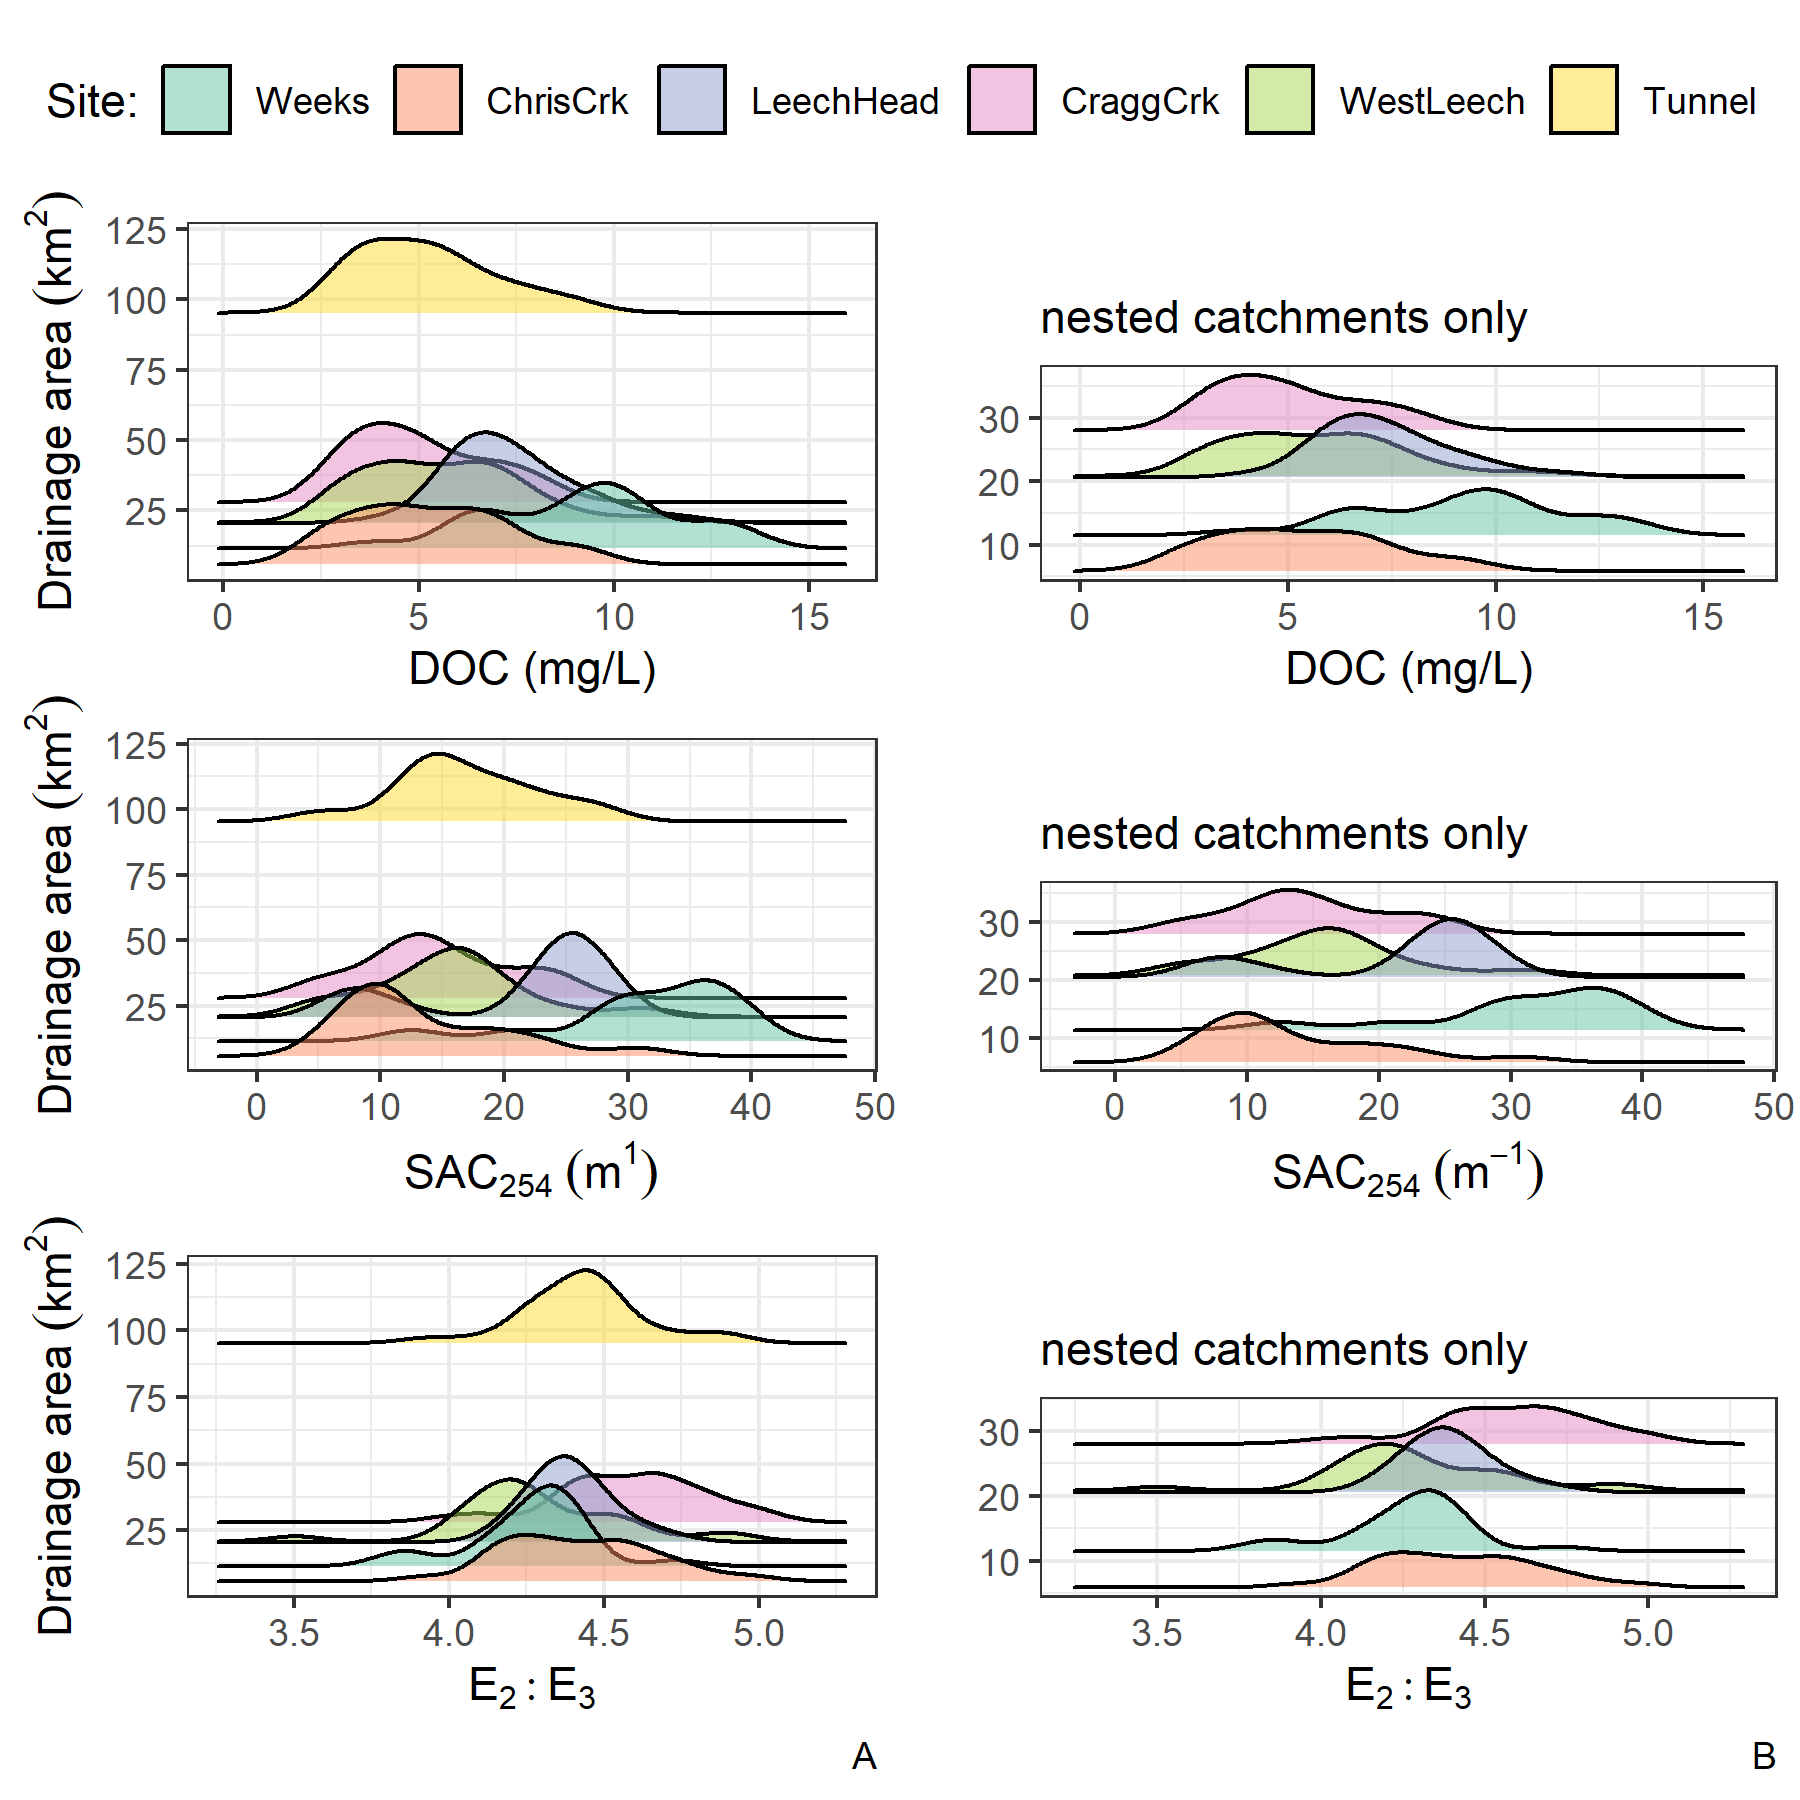 Site: Weeks ChrisCrk LeechHead CraggCrk WestLeech Tunnel
Drainage area (km²)
125
100
75
50
25
0 5 10 15
DOC (mg/L)
nested catchments only
30
20
10
0 5 10 15
DOC (mg/L)
Drainage area (km²)
125
100
75
50
25
0 10 20 30 40 50
SAC₂₅₄ (m¹)
nested catchments only
30
20
10
0 10 20 30 40 50
SAC₂₅₄ (m⁻¹)
Drainage area (km²)
125
100
75
50
25
3.5 4.0 4.5 5.0
E₂ : E₃
nested catchments only
30
20
10
3.5 4.0 4.5 5.0
E₂ : E₃
A
B